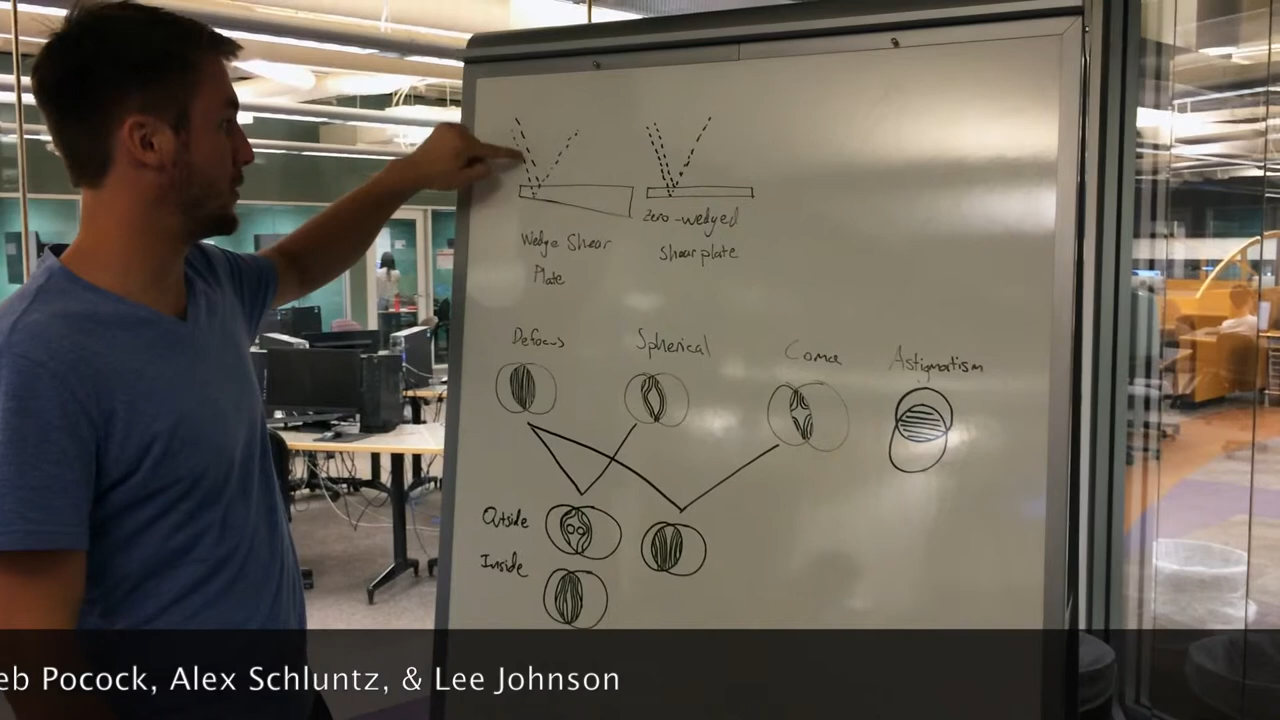 Wedge Shear
Plate
Zero-wedged
Shear plate
Defocus
Spherical
Coma
Astigmatism
Outside
Inside
eb Pocock, Alex Schluntz, & Lee Johnson